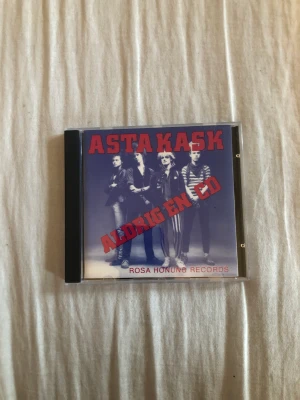 ASTA KASK
ALDRIG EN CD
ROSA HONUNG RECORDS